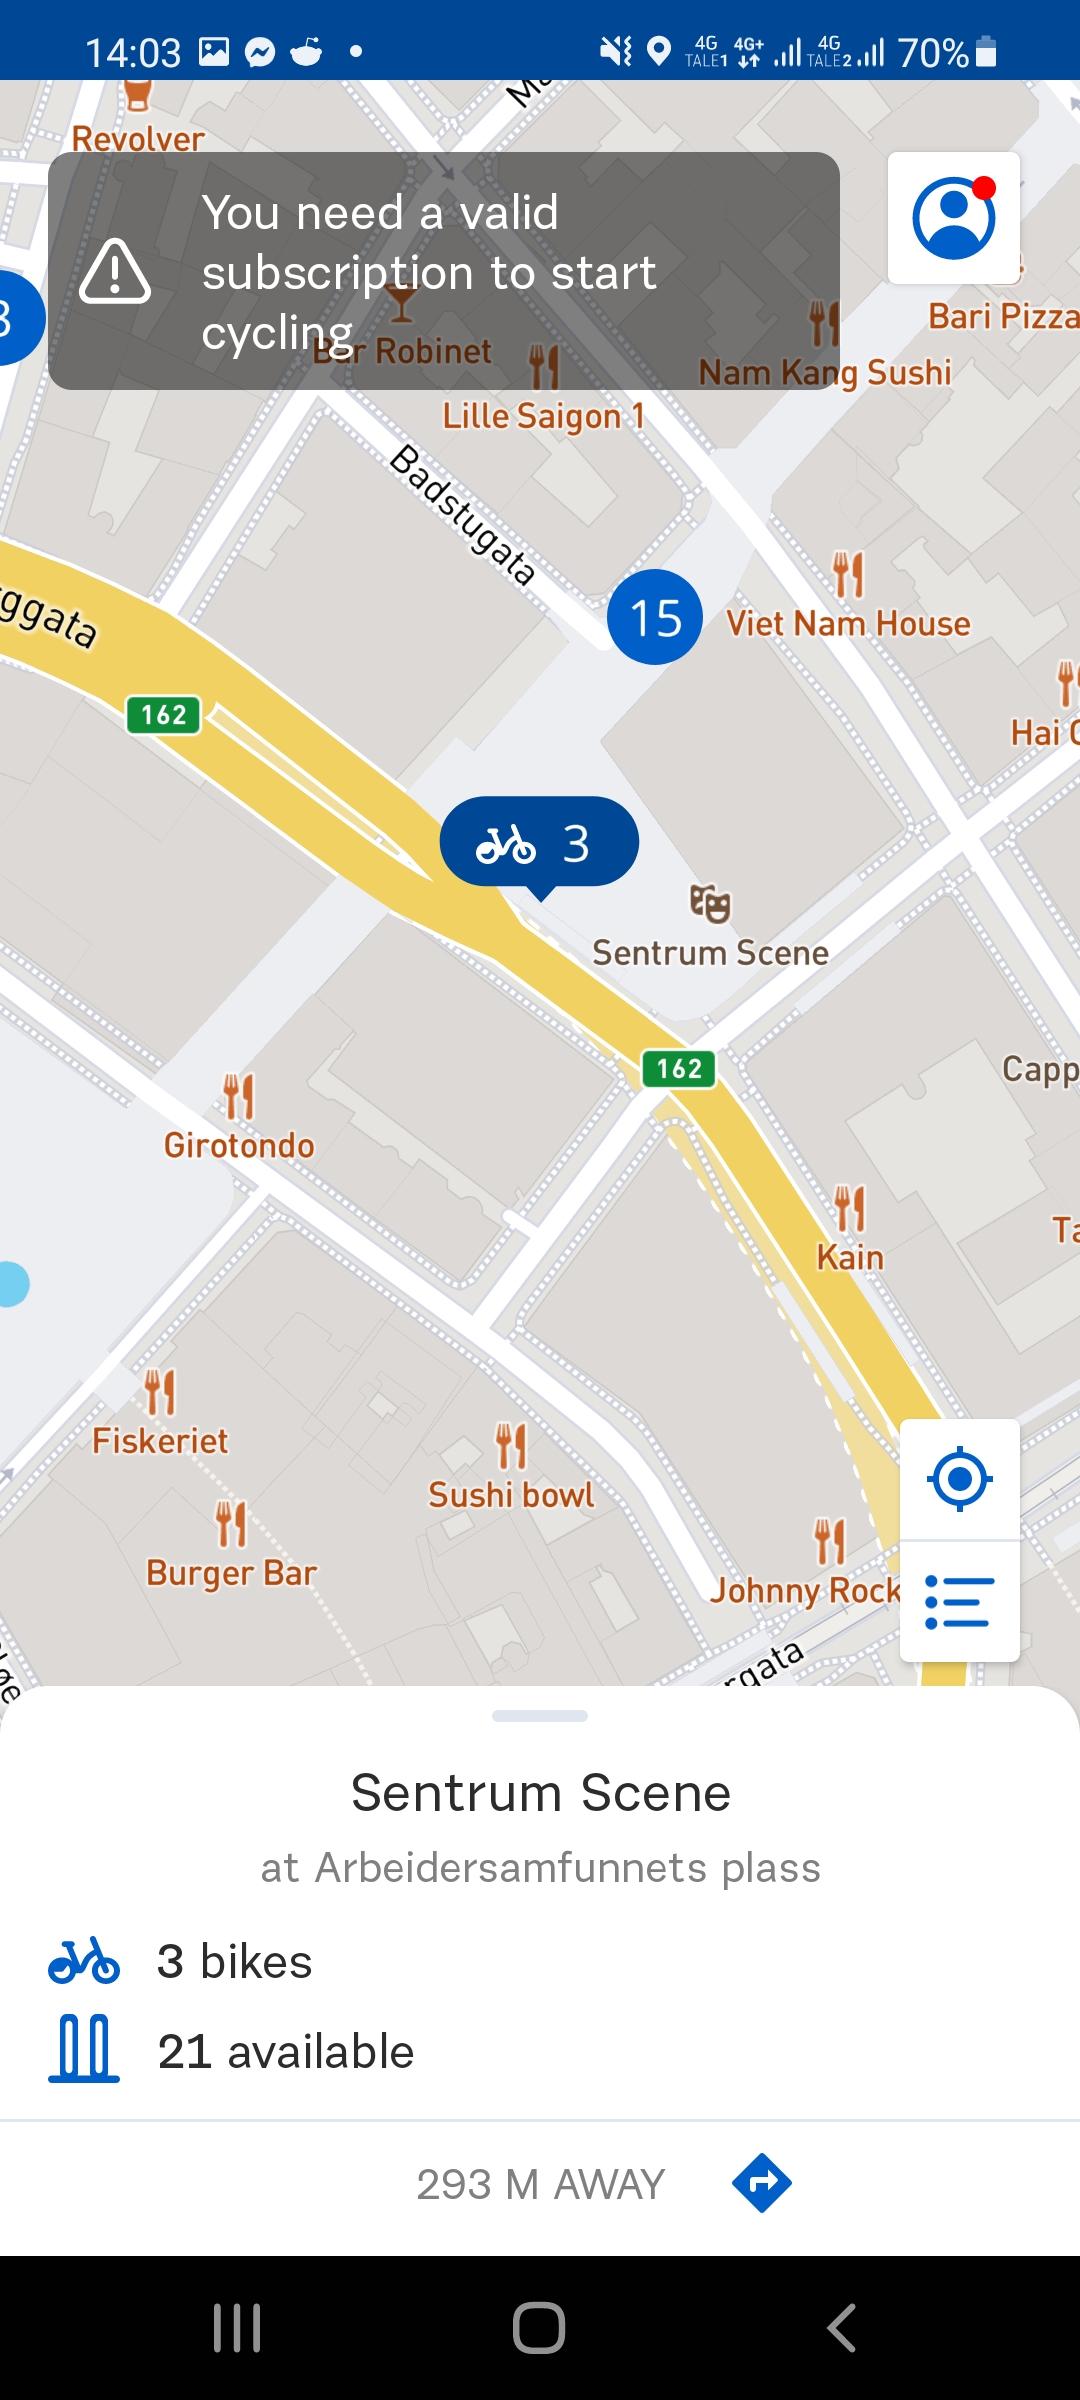 14:03
4G TALE1 4G+ 4G TALE2 70%
Revolver
You need a valid
subscription to start
cycling
Bari Pizza
Bar Robinet
Nam Kang Sushi
Lille Saigon 1
Badstugata
15
Viet Nam House
ggata
162
Hai
3
Sentrum Scene
162
Capp
Girotondo
Kain
Fiskeriet
Sushi bowl
Burger Bar
Johnny Rock
rgata
Sentrum Scene
at Arbeidersamfunnets plass
3 bikes
21 available
293 M AWAY